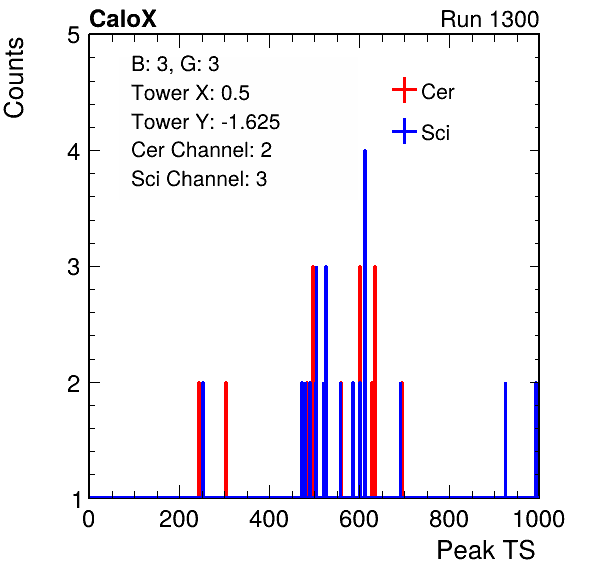 CaloX Run 1300
Counts
B: 3, G: 3
Tower X: 0.5
Tower Y: -1.625
Cer Channel: 2
Sci Channel: 3
Cer
Sci
5
4
3
2
1
0 200 400 600 800 1000
Peak TS